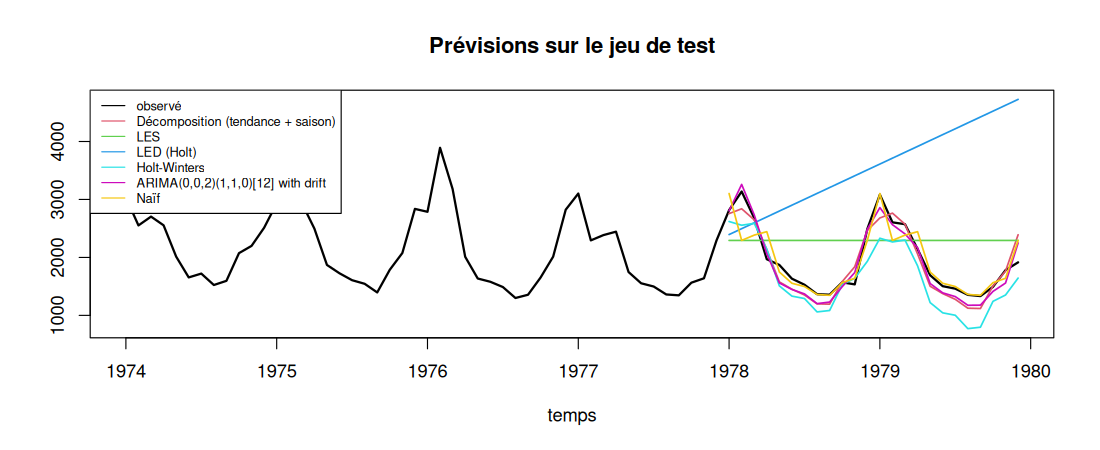 Prévisions sur le jeu de test
observé
Décomposition (tendance + saison)
LES
LED (Holt)
Holt-Winters
ARIMA(0,0,2)(1,1,0)[12] with drift
Naïf
4000
3000
2000
1000
1974 1975 1976 1977 1978 1979 1980
temps